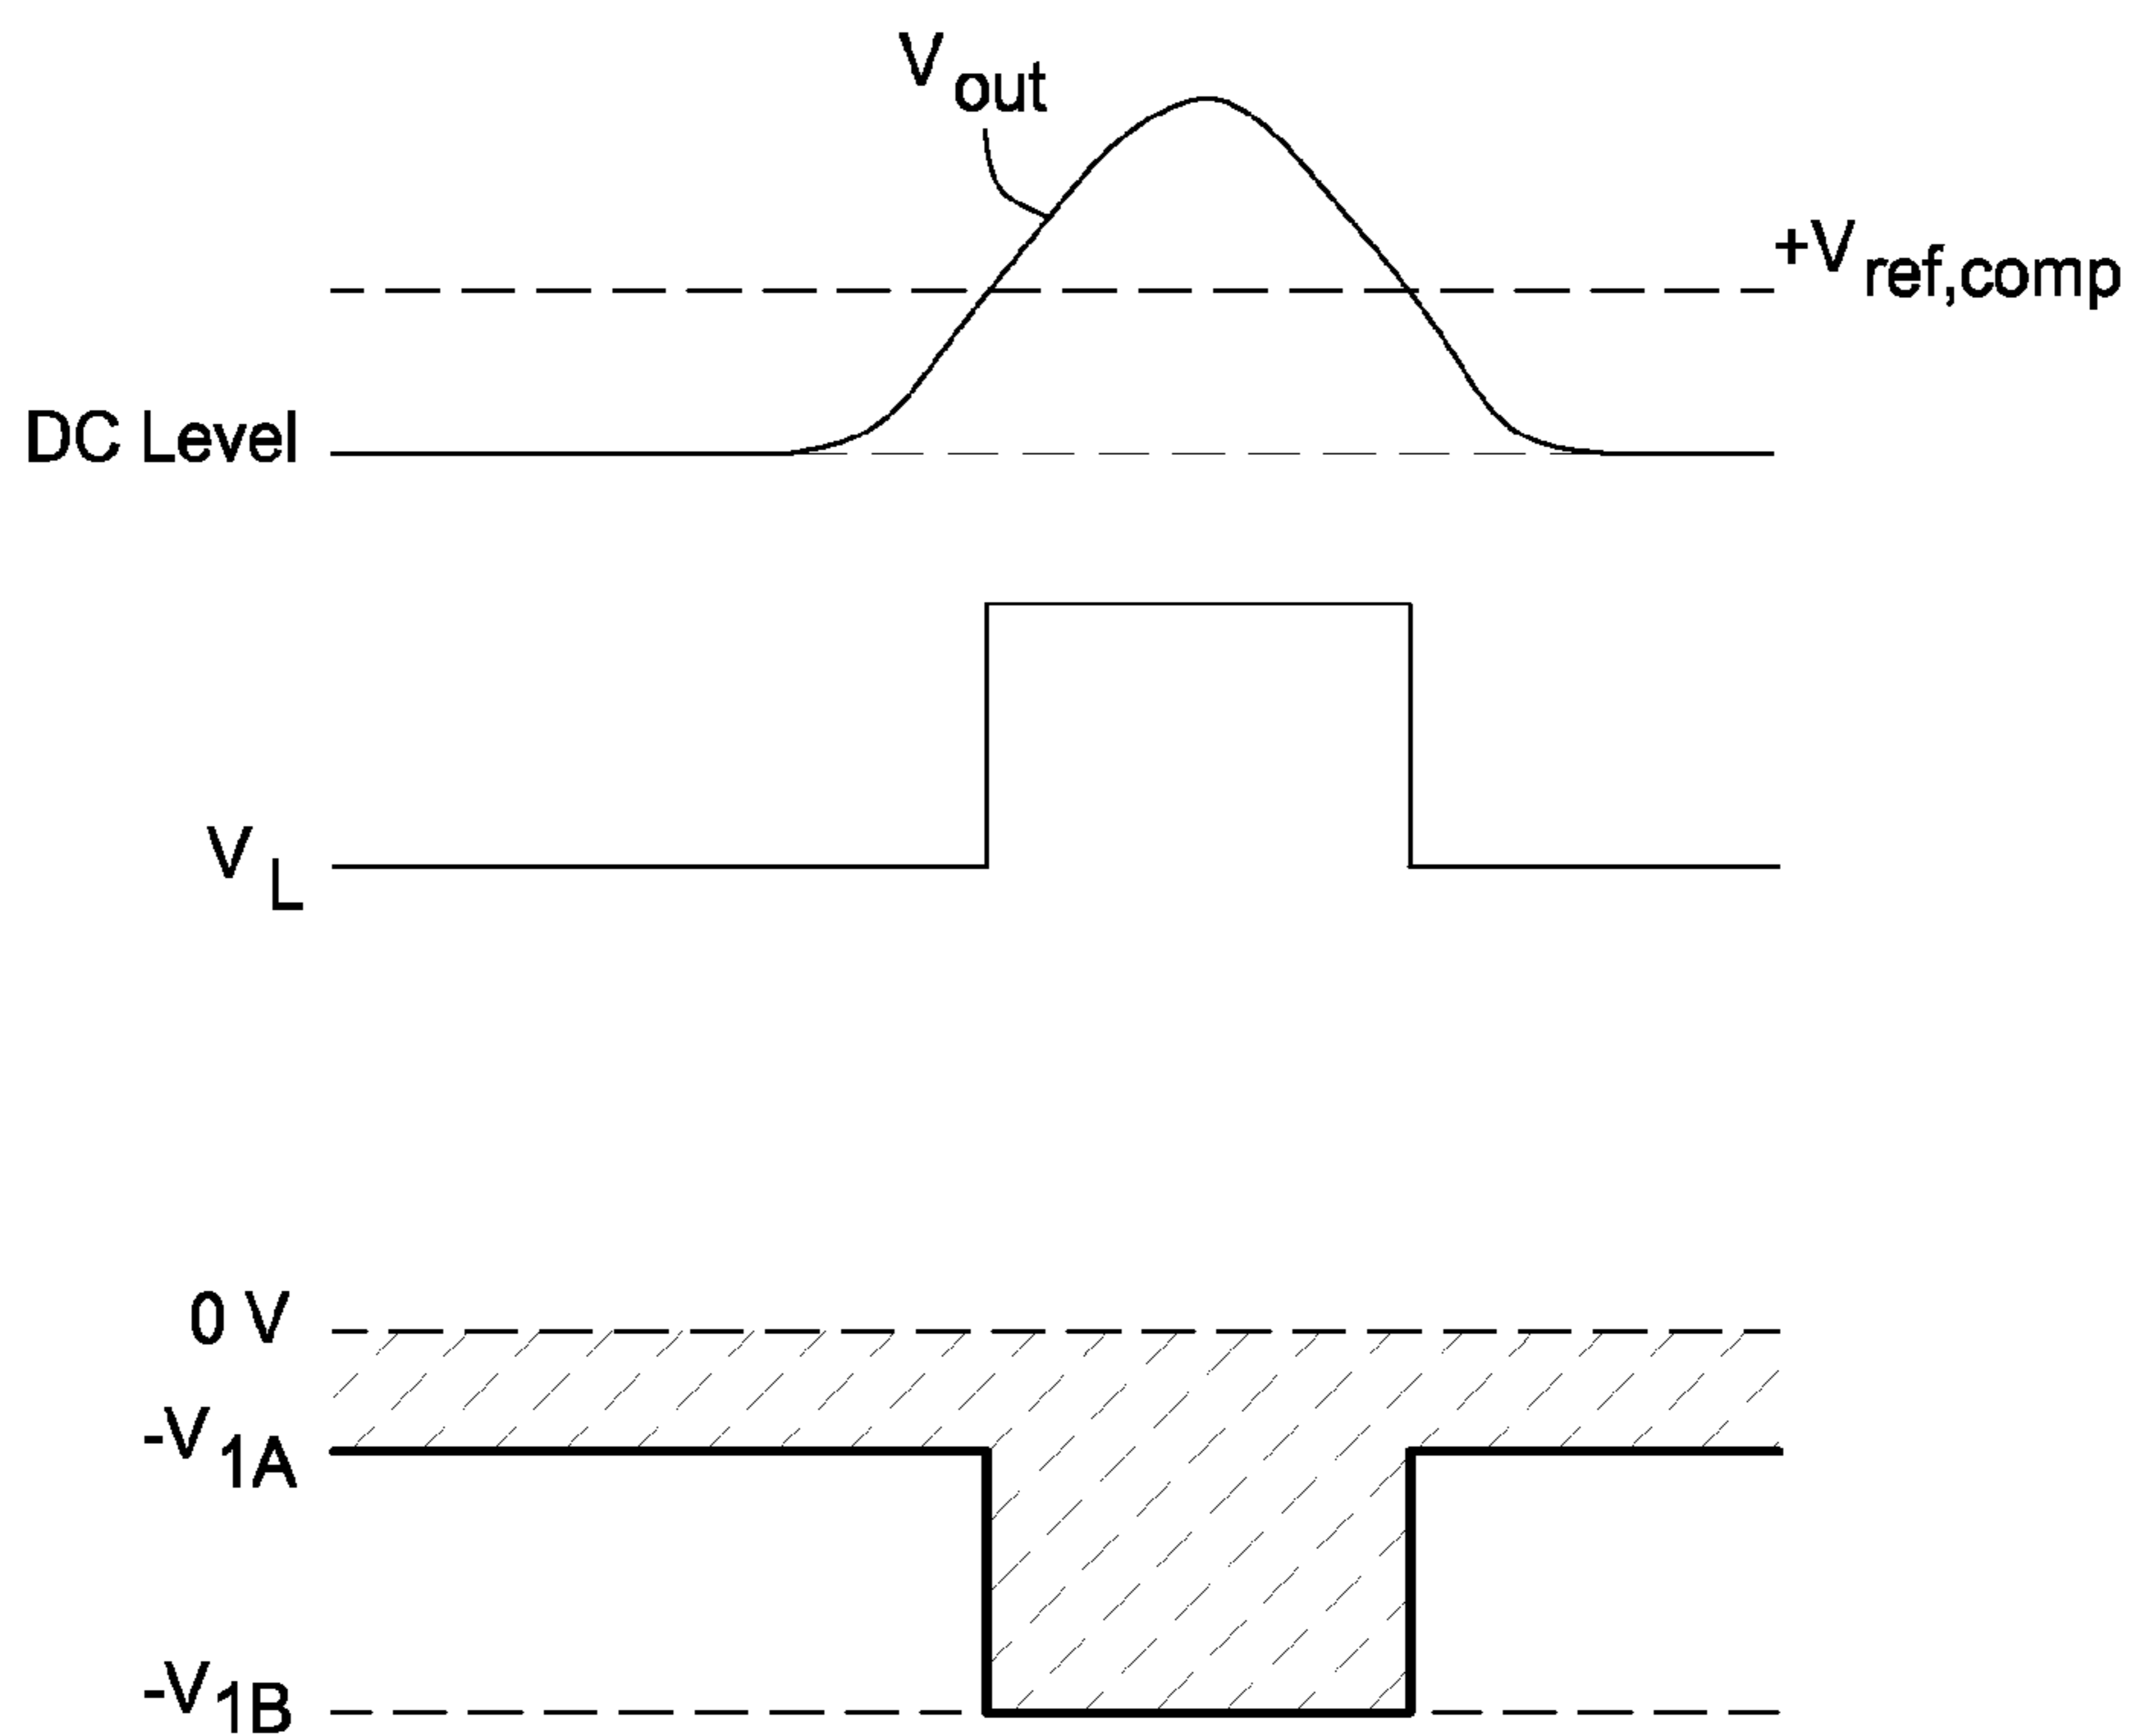 Vout
+Vref,comp
DC Level
VL
0 V
-V1A
-V1B